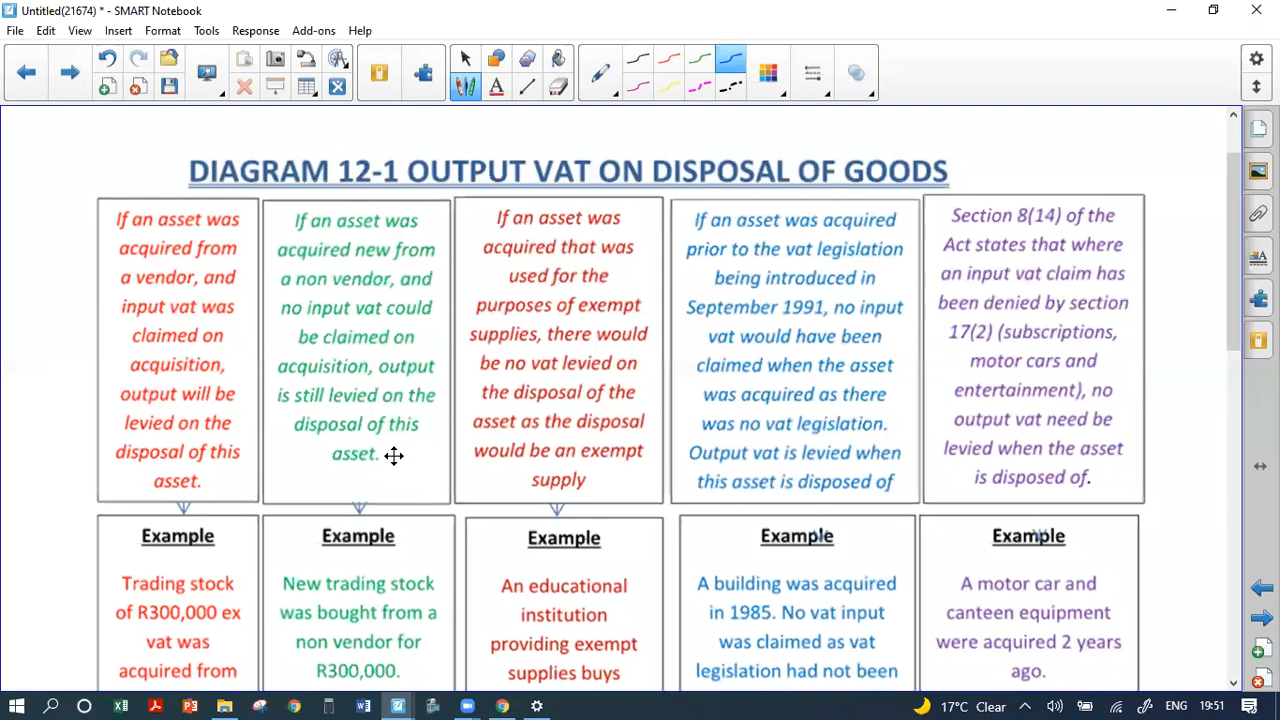 Untitled(21674) * - SMART Notebook
File Edit View Insert Format Tools Response Add-ons Help
DIAGRAM 12-1 OUTPUT VAT ON DISPOSAL OF GOODS
If an asset was
acquired from
a vendor, and
input vat was
claimed on
acquisition,
output will be
levied on the
disposal of this
asset.
If an asset was
acquired new from
a non vendor, and
no input vat could
be claimed on
acquisition, output
is still levied on the
disposal of this
asset.
If an asset was
acquired that was
used for the
purposes of exempt
supplies, there would
be no vat levied on
the disposal of the
asset as the disposal
would be an exempt
supply
If an asset was acquired
prior to the vat legislation
being introduced in
September 1991, no input
vat would have been
claimed when the asset
was acquired as there
was no vat legislation.
Output vat is levied when
this asset is disposed of
Section 8(14) of the
Act states that where
an input vat claim has
been denied by section
17(2) (subscriptions,
motor cars and
entertainment), no
output vat need be
levied when the asset
is disposed of.
Example
Trading stock
of R300,000 ex
vat was
acquired from
Example
New trading stock
was bought from a
non vendor for
R300,000.
Example
An educational
institution
providing exempt
supplies buys
Example
A building was acquired
in 1985. No vat input
was claimed as vat
legislation had not been
Example
A motor car and
canteen equipment
were acquired 2 years
ago.
17°C Clear ENG 19:51